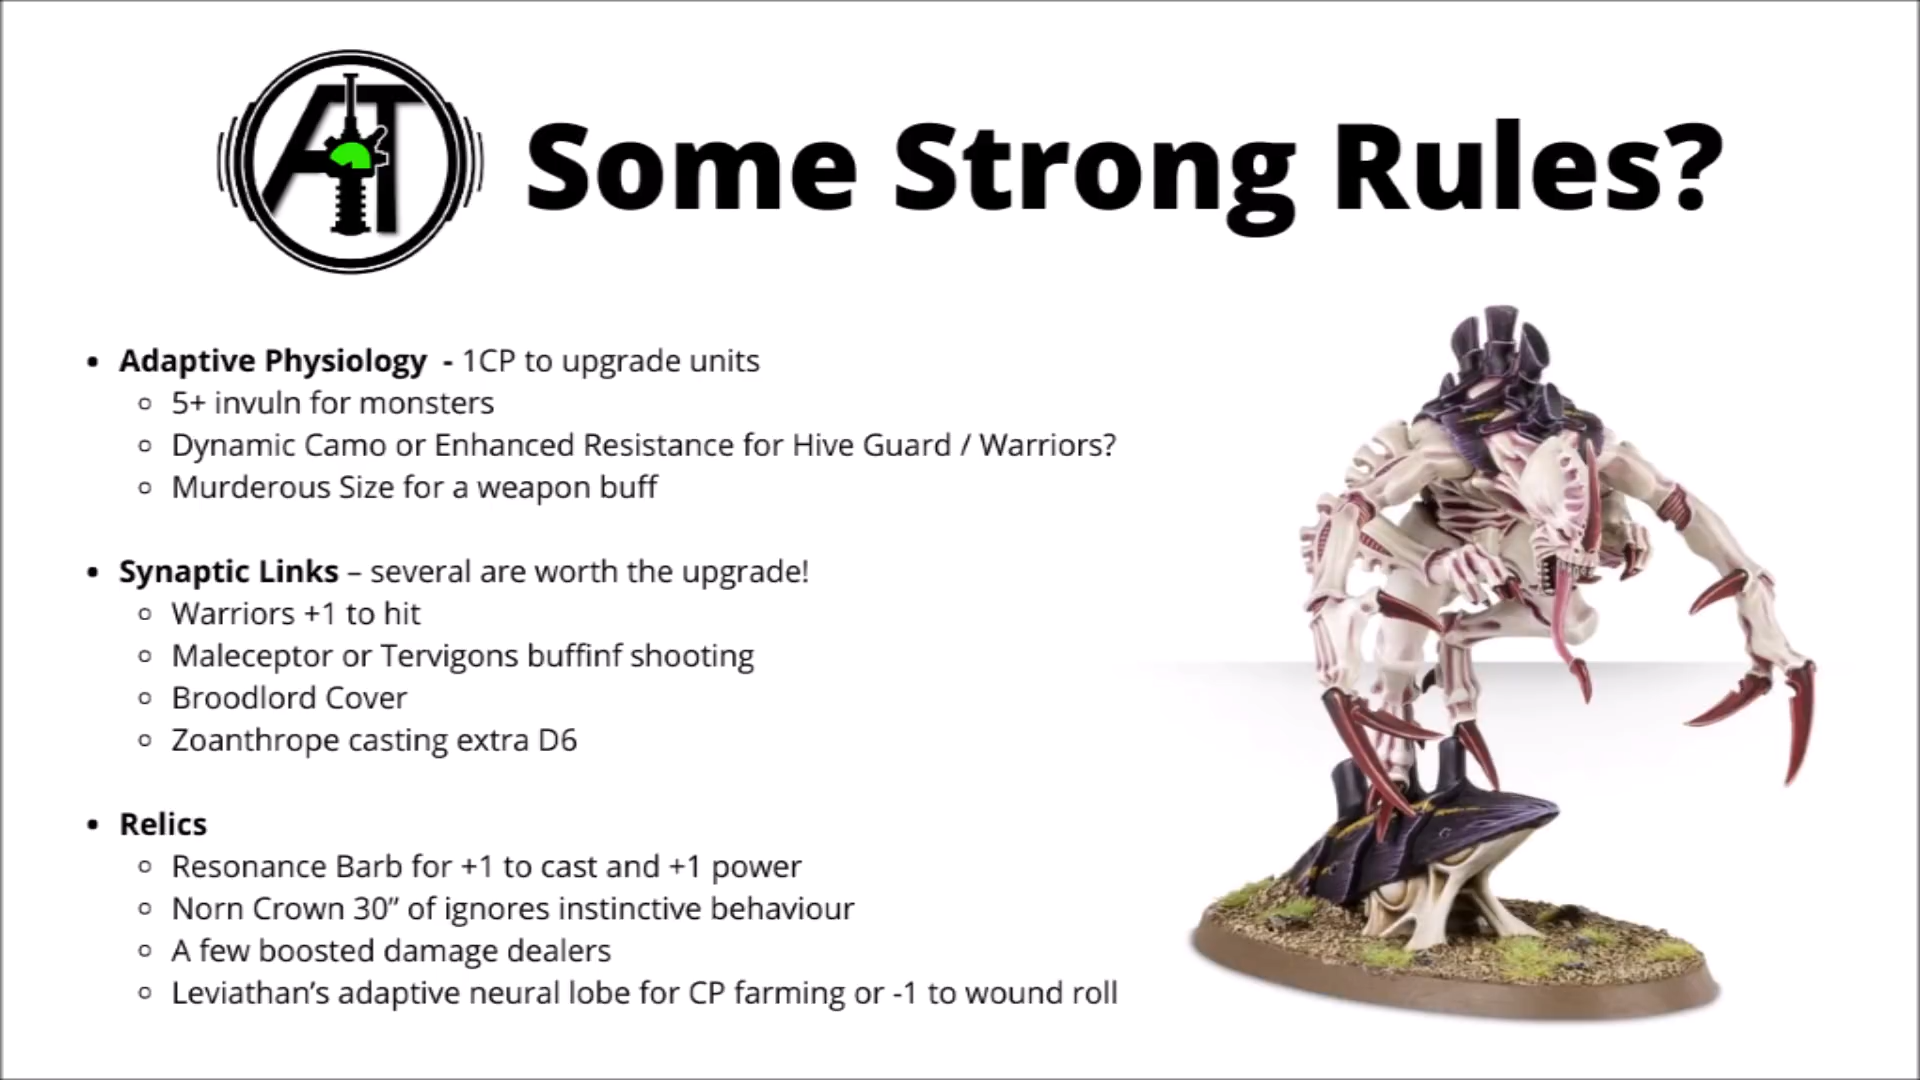 AT
Some Strong Rules?
• Adaptive Physiology - 1CP to upgrade units
○ 5+ invuln for monsters
○ Dynamic Camo or Enhanced Resistance for Hive Guard / Warriors?
○ Murderous Size for a weapon buff
• Synaptic Links – several are worth the upgrade!
○ Warriors +1 to hit
○ Maleceptor or Tervigons buffinf shooting
○ Broodlord Cover
○ Zoanthrope casting extra D6
• Relics
○ Resonance Barb for +1 to cast and +1 power
○ Norn Crown 30” of ignores instinctive behaviour
○ A few boosted damage dealers
○ Leviathan’s adaptive neural lobe for CP farming or -1 to wound roll